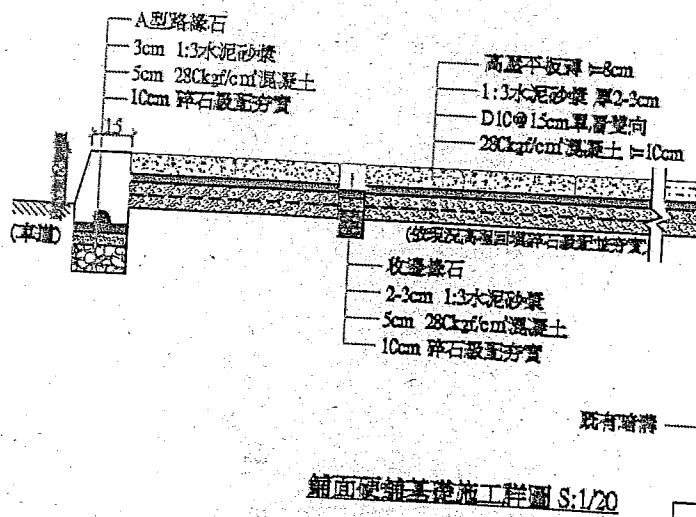 A型路緣石
3cm 1:3水泥砂漿
5cm 280kgf/cm²混凝土
10cm 碎石級配夯實
15
高壓平板磚 t=8cm
1:3水泥砂漿 厚2-3cm
D10@15cm單層雙向
280kgf/cm²混凝土 t=10cm
(車道)
(依現況高程回填碎石級配並夯實)
收邊緣石
2-3cm 1:3水泥砂漿
5cm 280kgf/cm²混凝土
10cm 碎石級配夯實
既有暗溝
鋪面硬鋪基礎施工詳圖 S:1/20